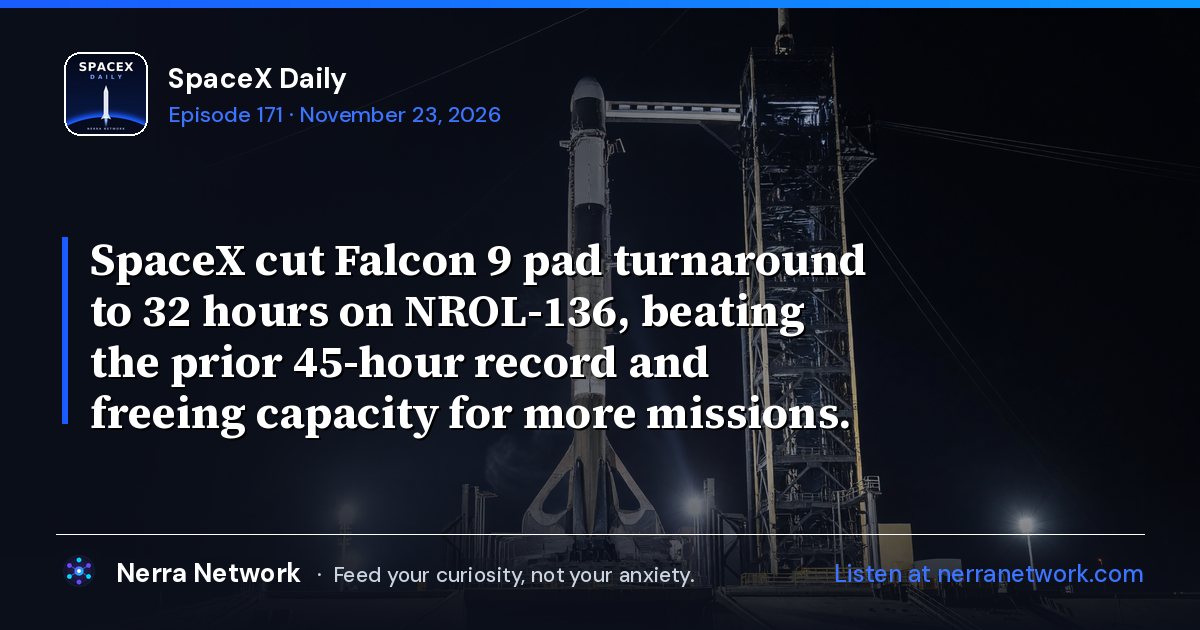 SPACEX
DAILY
NERRA NETWORK
SpaceX Daily
Episode 171 · November 23, 2026
SpaceX cut Falcon 9 pad turnaround
to 32 hours on NROL-136, beating
the prior 45-hour record and
freeing capacity for more missions.
Nerra Network · Feed your curiosity, not your anxiety.
Listen at nerranetwork.com